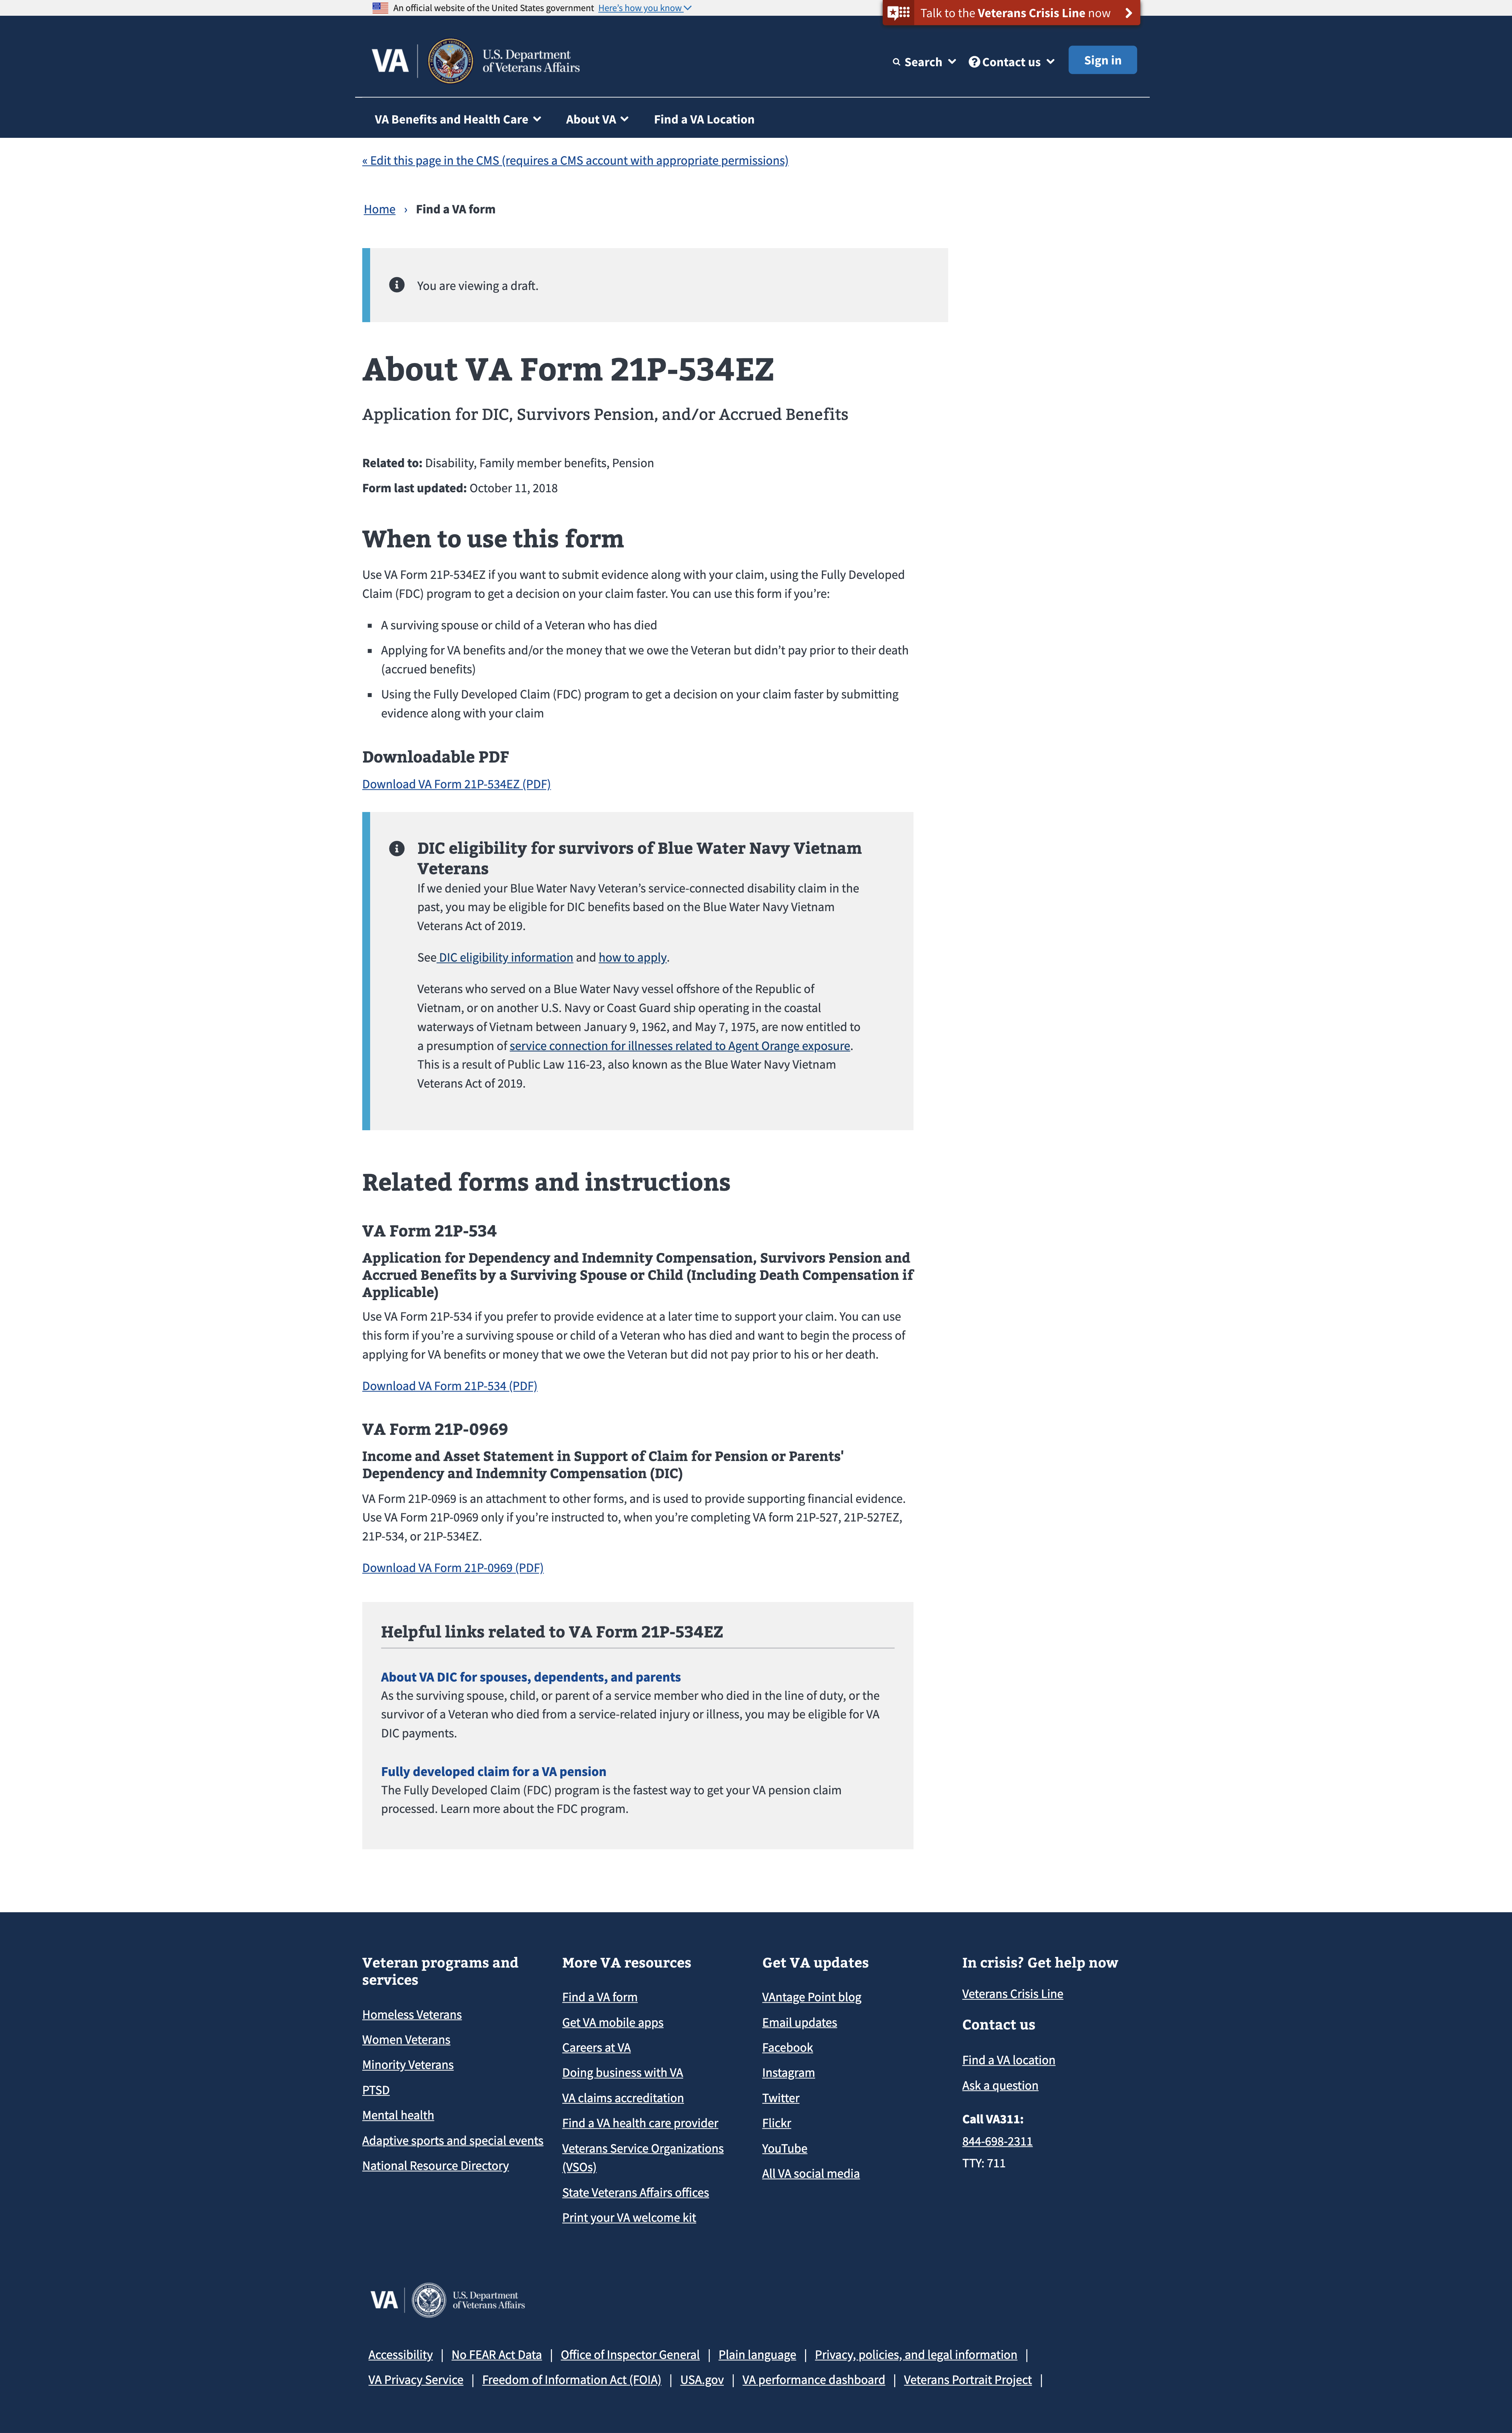 An official website of the United States government Here's how you know
Talk to the Veterans Crisis Line now
VA U.S. Department
of Veterans Affairs
Search Contact us Sign in
VA Benefits and Health Care About VA Find a VA Location
« Edit this page in the CMS (requires a CMS account with appropriate permissions)
Home › Find a VA form
You are viewing a draft.
About VA Form 21P-534EZ
Application for DIC, Survivors Pension, and/or Accrued Benefits
Related to: Disability, Family member benefits, Pension
Form last updated: October 11, 2018
When to use this form
Use VA Form 21P-534EZ if you want to submit evidence along with your claim, using the Fully Developed
Claim (FDC) program to get a decision on your claim faster. You can use this form if you're:
A surviving spouse or child of a Veteran who has died
Applying for VA benefits and/or the money that we owe the Veteran but didn't pay prior to their death
(accrued benefits)
Using the Fully Developed Claim (FDC) program to get a decision on your claim faster by submitting
evidence along with your claim
Downloadable PDF
Download VA Form 21P-534EZ (PDF)
DIC eligibility for survivors of Blue Water Navy Vietnam
Veterans
If we denied your Blue Water Navy Veteran's service-connected disability claim in the
past, you may be eligible for DIC benefits based on the Blue Water Navy Vietnam
Veterans Act of 2019.
See DIC eligibility information and how to apply.
Veterans who served on a Blue Water Navy vessel offshore of the Republic of
Vietnam, or on another U.S. Navy or Coast Guard ship operating in the coastal
waterways of Vietnam between January 9, 1962, and May 7, 1975, are now entitled to
a presumption of service connection for illnesses related to Agent Orange exposure.
This is a result of Public Law 116-23, also known as the Blue Water Navy Vietnam
Veterans Act of 2019.
Related forms and instructions
VA Form 21P-534
Application for Dependency and Indemnity Compensation, Survivors Pension and
Accrued Benefits by a Surviving Spouse or Child (Including Death Compensation if
Applicable)
Use VA Form 21P-534 if you prefer to provide evidence at a later time to support your claim. You can use
this form if you're a surviving spouse or child of a Veteran who has died and want to begin the process of
applying for VA benefits or money that we owe the Veteran but did not pay prior to his or her death.
Download VA Form 21P-534 (PDF)
VA Form 21P-0969
Income and Asset Statement in Support of Claim for Pension or Parents'
Dependency and Indemnity Compensation (DIC)
VA Form 21P-0969 is an attachment to other forms, and is used to provide supporting financial evidence.
Use VA Form 21P-0969 only if you're instructed to, when you're completing VA form 21P-527, 21P-527EZ,
21P-534, or 21P-534EZ.
Download VA Form 21P-0969 (PDF)
Helpful links related to VA Form 21P-534EZ
About VA DIC for spouses, dependents, and parents
As the surviving spouse, child, or parent of a service member who died in the line of duty, or the
survivor of a Veteran who died from a service-related injury or illness, you may be eligible for VA
DIC payments.
Fully developed claim for a VA pension
The Fully Developed Claim (FDC) program is the fastest way to get your VA pension claim
processed. Learn more about the FDC program.
Veteran programs and
services
Homeless Veterans
Women Veterans
Minority Veterans
PTSD
Mental health
Adaptive sports and special events
National Resource Directory
More VA resources
Find a VA form
Get VA mobile apps
Careers at VA
Doing business with VA
VA claims accreditation
Find a VA health care provider
Veterans Service Organizations
(VSOs)
State Veterans Affairs offices
Print your VA welcome kit
Get VA updates
VAntage Point blog
Email updates
Facebook
Instagram
Twitter
Flickr
YouTube
All VA social media
In crisis? Get help now
Veterans Crisis Line
Contact us
Find a VA location
Ask a question
Call VA311:
844-698-2311
TTY: 711
VA U.S. Department
of Veterans Affairs
Accessibility | No FEAR Act Data | Office of Inspector General | Plain language | Privacy, policies, and legal information |
VA Privacy Service | Freedom of Information Act (FOIA) | USA.gov | VA performance dashboard | Veterans Portrait Project |